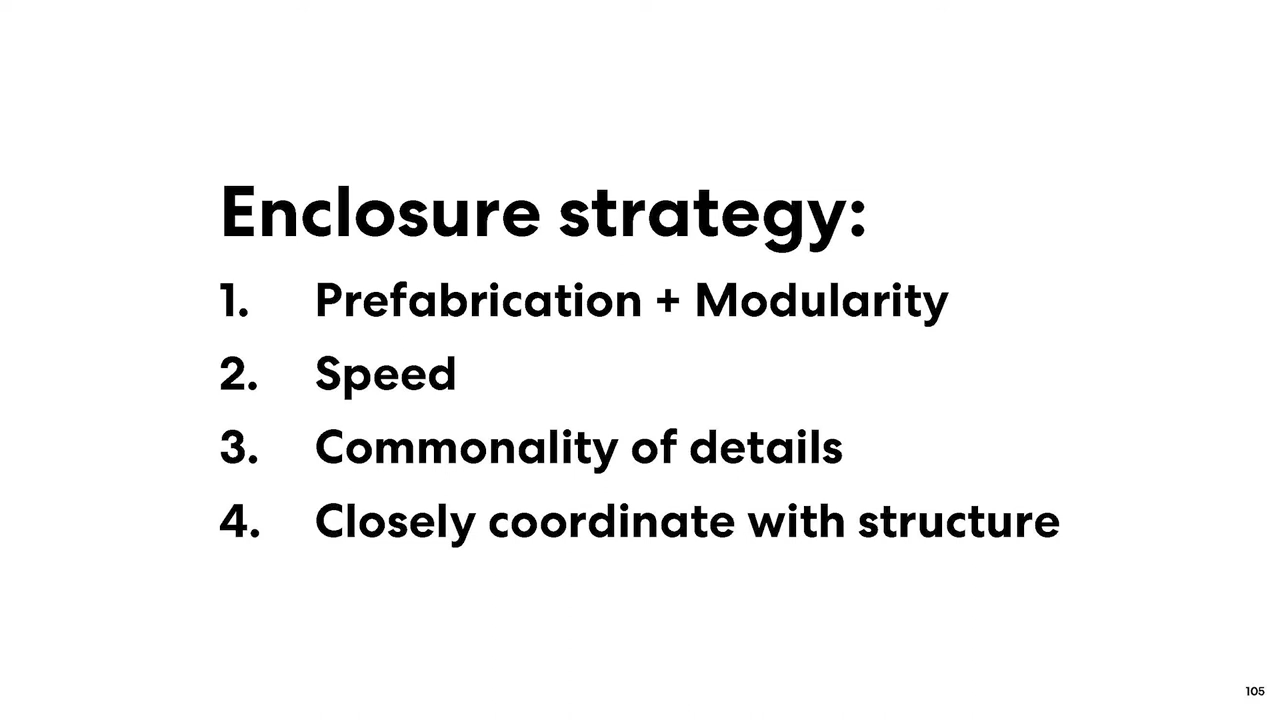 Enclosure strategy:
1. Prefabrication + Modularity
2. Speed
3. Commonality of details
4. Closely coordinate with structure
105